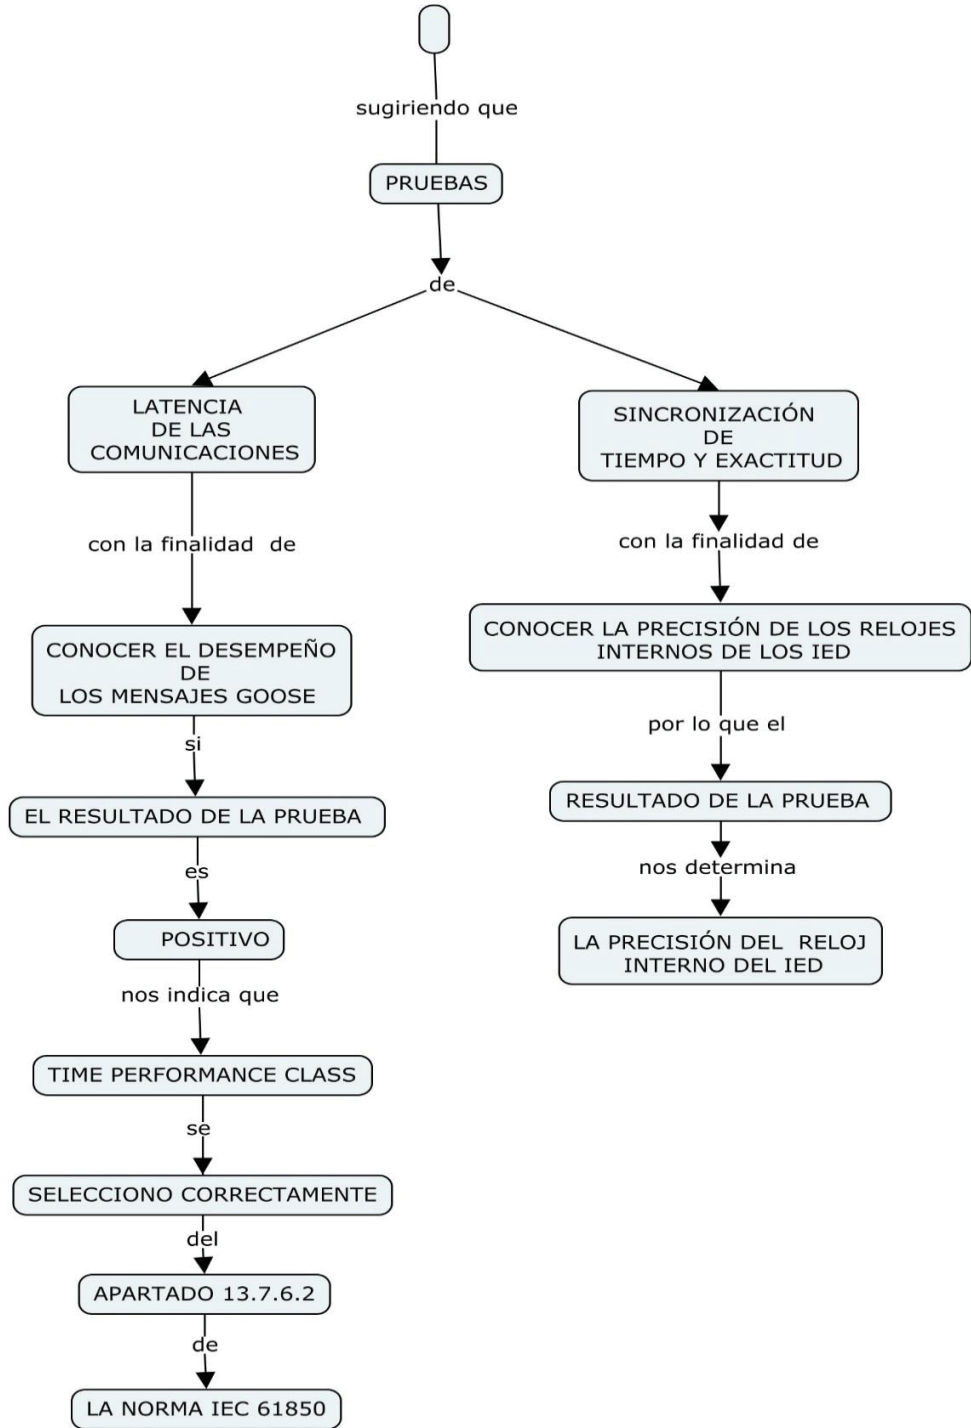 sugiriendo que
PRUEBAS
de
LATENCIA
DE LAS
COMUNICACIONES
con la finalidad de
CONOCER EL DESEMPEÑO
DE
LOS MENSAJES GOOSE
si
EL RESULTADO DE LA PRUEBA
es
POSITIVO
nos indica que
TIME PERFORMANCE CLASS
se
SELECCIONO CORRECTAMENTE
del
APARTADO 13.7.6.2
de
LA NORMA IEC 61850
SINCRONIZACIÓN
DE
TIEMPO Y EXACTITUD
con la finalidad de
CONOCER LA PRECISIÓN DE LOS RELOJES
INTERNOS DE LOS IED
por lo que el
RESULTADO DE LA PRUEBA
nos determina
LA PRECISIÓN DEL RELOJ
INTERNO DEL IED